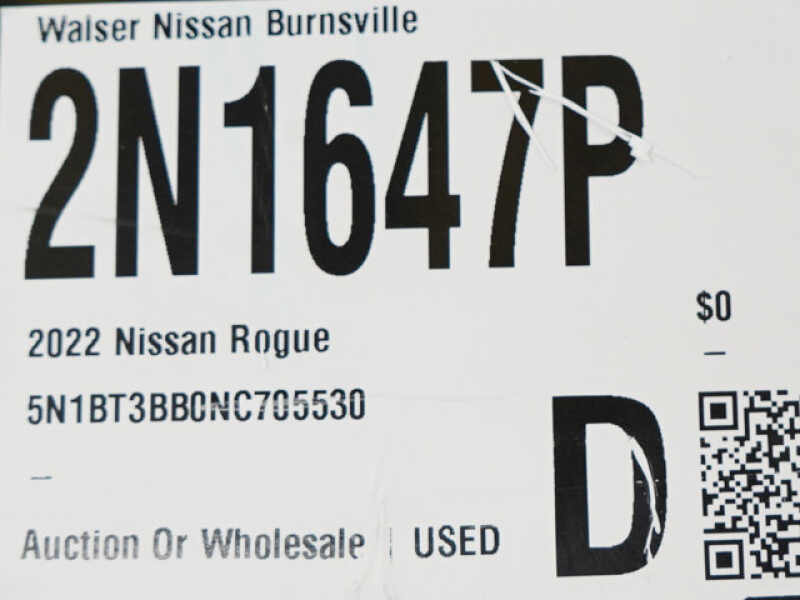 Walser Nissan Burnsville
2N1647P
$0
2022 Nissan Rogue
–
5N1BT3BB0NC705530
D
–
Auction Or Wholesale | USED